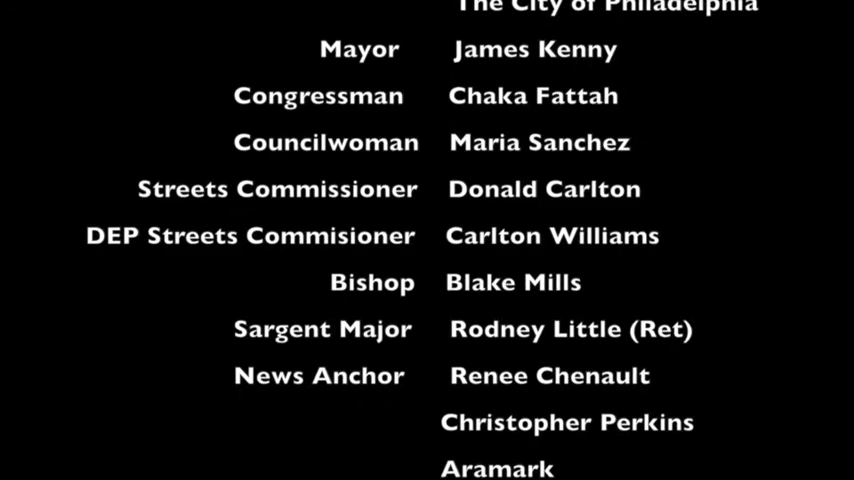 The City of Philadelphia
Mayor James Kenny
Congressman Chaka Fattah
Councilwoman Maria Sanchez
Streets Commissioner Donald Carlton
DEP Streets Commisioner Carlton Williams
Bishop Blake Mills
Sargent Major Rodney Little (Ret)
News Anchor Renee Chenault
Christopher Perkins
Aramark